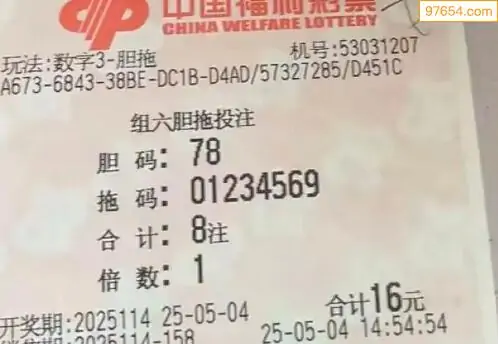 中国福利彩票
97654.com
CHINA WELFARE LOTTERY
玩法:数字3-胆拖 机号:53031207
A673-6843-38BE-DC1B-D4AD/57327285/D451C
组六胆拖投注
胆 码: 78
拖 码: 01234569
合 计: 8注
倍 数: 1
合计16元
开奖期:2025114 25-05-04
25-05-04 14:54:54
2025114-158